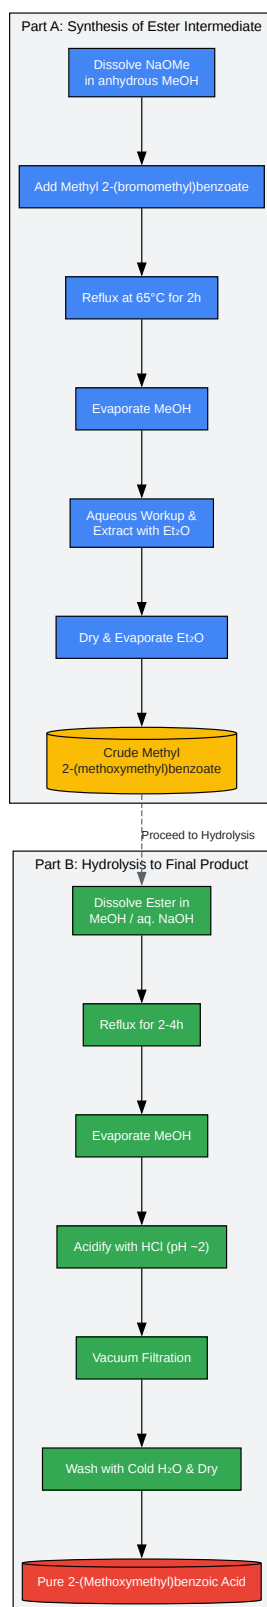 Part A: Synthesis of Ester Intermediate
Dissolve NaOMe
in anhydrous MeOH
Add Methyl 2-(bromomethyl)benzoate
Reflux at 65°C for 2h
Evaporate MeOH
Aqueous Workup &
Extract with Et₂O
Dry & Evaporate Et₂O
Crude Methyl
2-(methoxymethyl)benzoate
Proceed to Hydrolysis
Part B: Hydrolysis to Final Product
Dissolve Ester in
MeOH / aq. NaOH
Reflux for 2-4h
Evaporate MeOH
Acidify with HCl (pH ~2)
Vacuum Filtration
Wash with Cold H₂O & Dry
Pure 2-(Methoxymethyl)benzoic Acid